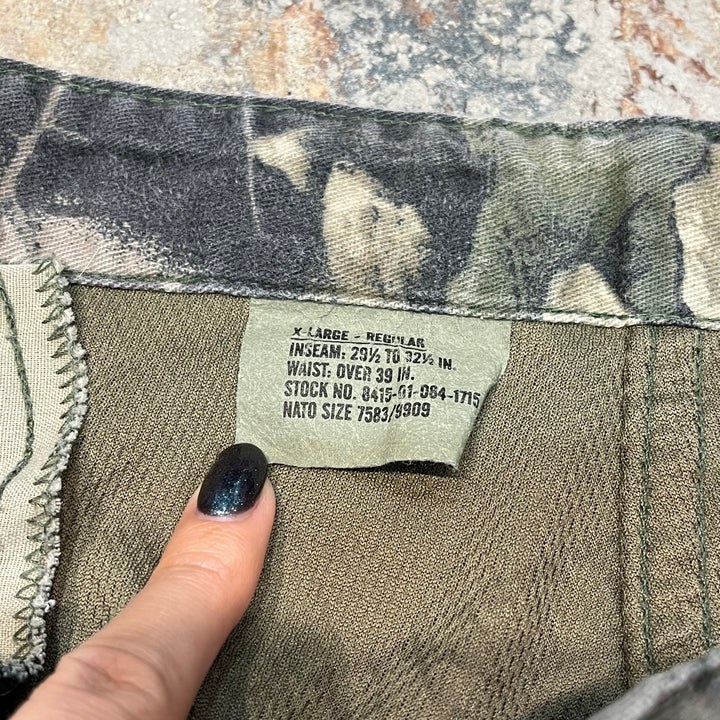 X-LARGE - REGULAR
INSEAM: 29½ TO 32½ IN.
WAIST: OVER 39 IN.
STOCK NO. 8415-01-084-1715
NATO SIZE 7583/9909